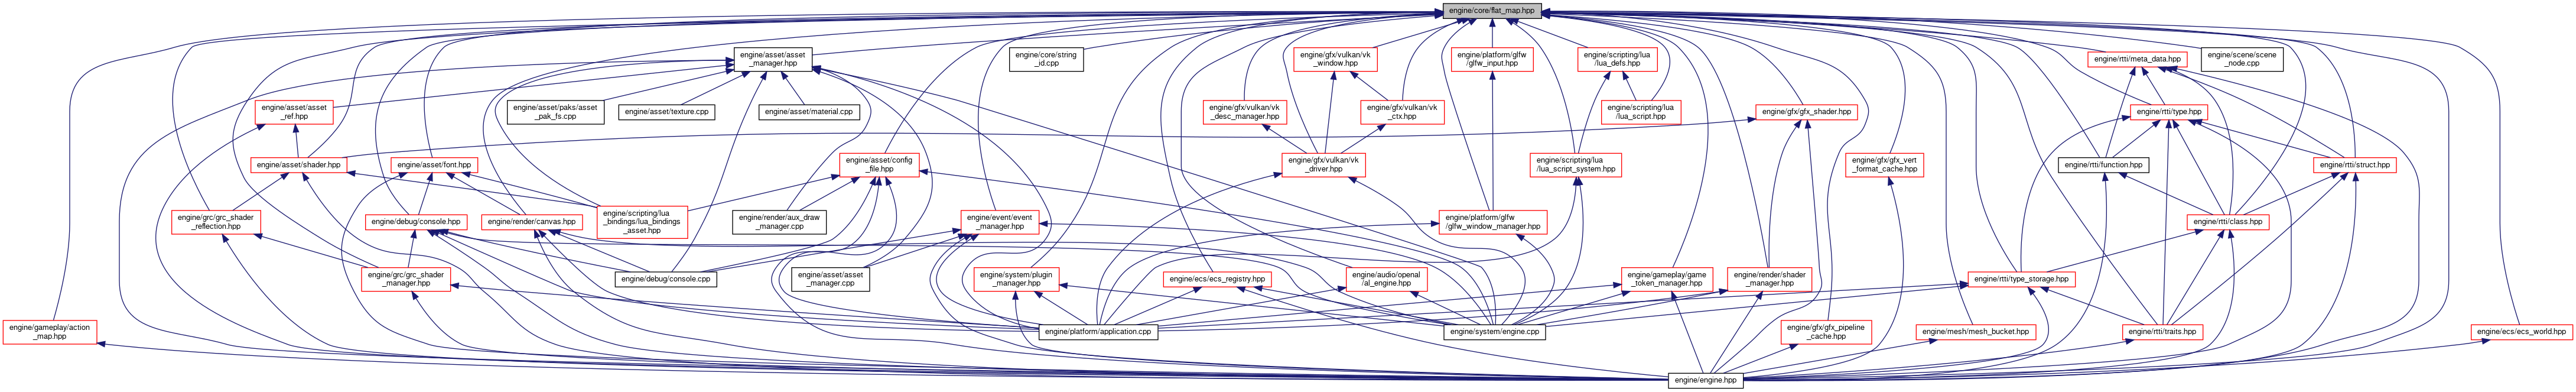 engine/core/flat_map.hpp
engine/asset/asset
_manager.hpp
engine/core/string
_id.cpp
engine/gfx/vulkan/vk
_window.hpp
engine/platform/glfw
/glfw_input.hpp
engine/scripting/lua
/lua_defs.hpp
engine/rtti/meta_data.hpp
engine/scene/scene
_node.cpp
engine/asset/asset
_ref.hpp
engine/asset/paks/asset
_pak_fs.cpp
engine/asset/texture.cpp
engine/asset/material.cpp
engine/gfx/vulkan/vk
_desc_manager.hpp
engine/gfx/vulkan/vk
_ctx.hpp
engine/scripting/lua
/lua_script.hpp
engine/gfx/gfx_shader.hpp
engine/rtti/type.hpp
engine/asset/shader.hpp
engine/asset/font.hpp
engine/asset/config
_file.hpp
engine/gfx/vulkan/vk
_driver.hpp
engine/scripting/lua
/lua_script_system.hpp
engine/gfx/gfx_vert
_format_cache.hpp
engine/rtti/function.hpp
engine/rtti/struct.hpp
engine/grc/grc_shader
_reflection.hpp
engine/debug/console.hpp
engine/render/canvas.hpp
engine/scripting/lua
_bindings/lua_bindings
_asset.hpp
engine/render/aux_draw
_manager.cpp
engine/event/event
_manager.hpp
engine/platform/glfw
/glfw_window_manager.hpp
engine/rtti/class.hpp
engine/grc/grc_shader
_manager.hpp
engine/debug/console.cpp
engine/asset/asset
_manager.cpp
engine/system/plugin
_manager.hpp
engine/ecs/ecs_registry.hpp
engine/audio/openal
/al_engine.hpp
engine/gameplay/game
_token_manager.hpp
engine/render/shader
_manager.hpp
engine/rtti/type_storage.hpp
engine/gameplay/action
_map.hpp
engine/platform/application.cpp
engine/system/engine.cpp
engine/gfx/gfx_pipeline
_cache.hpp
engine/mesh/mesh_bucket.hpp
engine/rtti/traits.hpp
engine/ecs/ecs_world.hpp
engine/engine.hpp